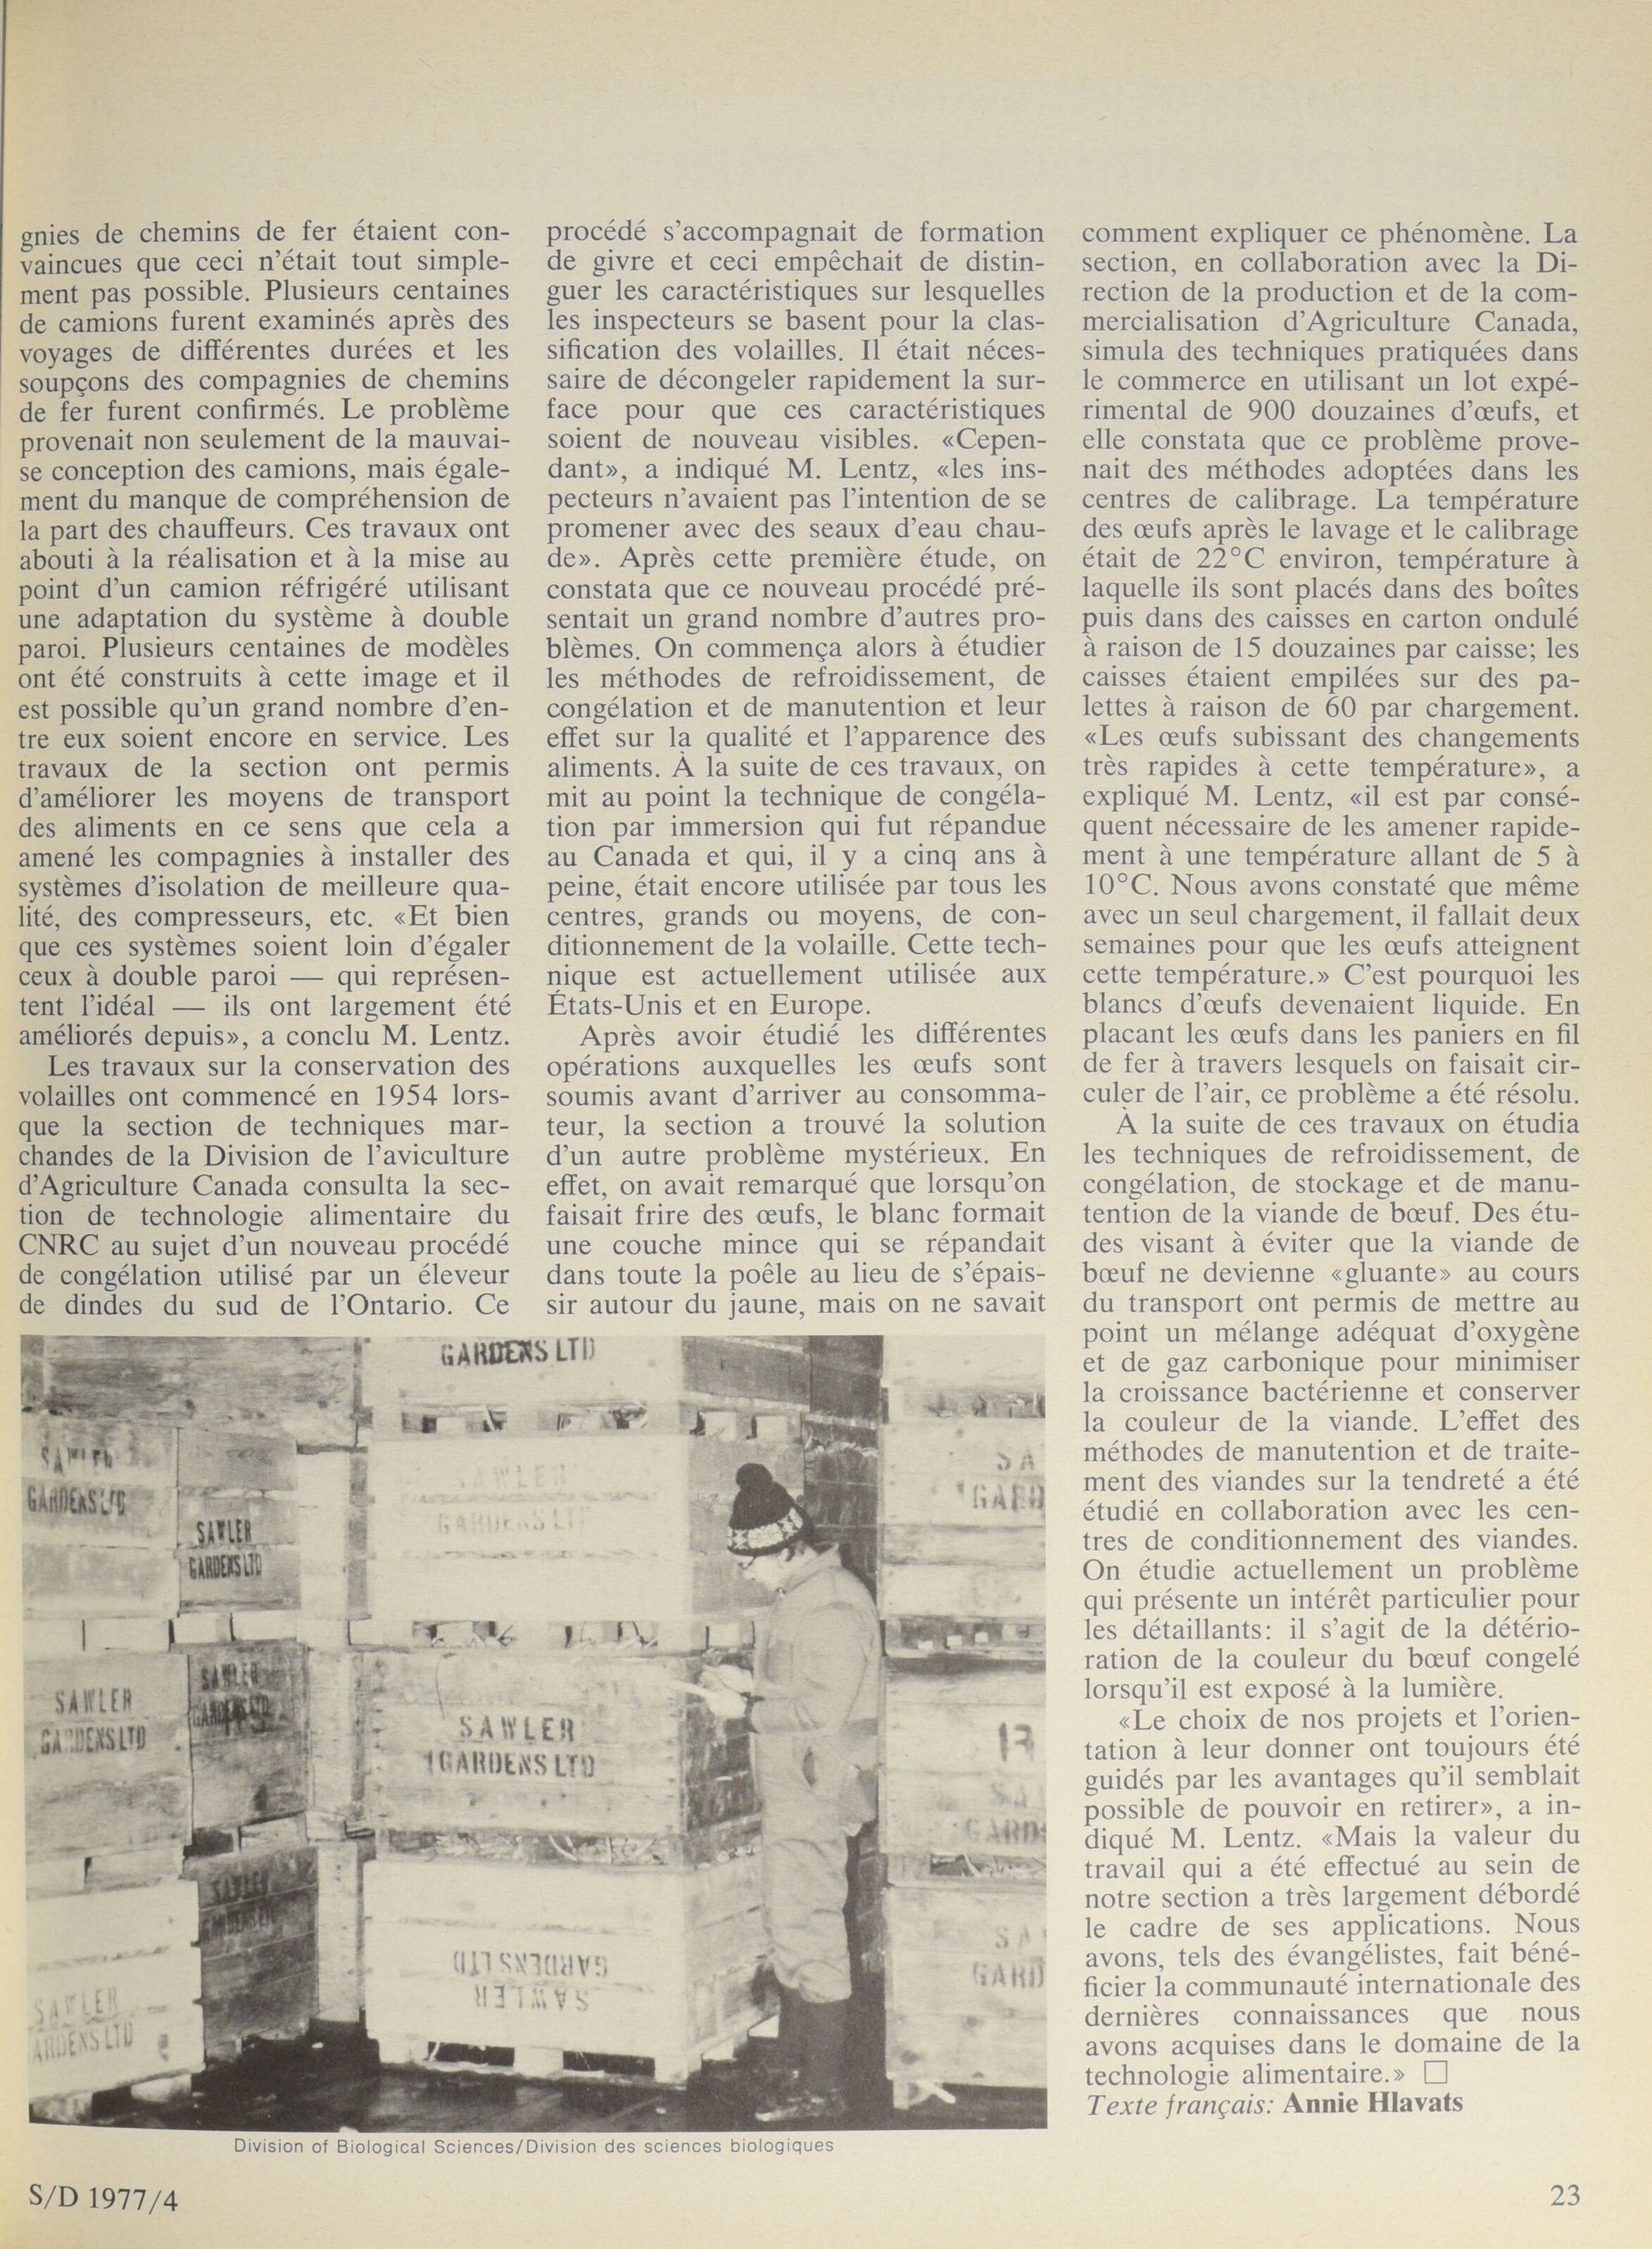 gnies de chemins de fer étaient con-
vaincues que ceci n'était tout simple-
ment pas possible. Plusieurs centaines
de camions furent examinés après des
voyages de différentes durées et les
soupçons des compagnies de chemins
de fer furent confirmés. Le problème
provenait non seulement de la mauvai-
se conception des camions, mais égale-
ment du manque de compréhension de
la part des chauffeurs. Ces travaux ont
abouti à la réalisation et à la mise au
point d'un camion réfrigéré utilisant
une adaptation du système à double
paroi. Plusieurs centaines de modèles
ont été construits à cette image et il
est possible qu'un grand nombre d'en-
tre eux soient encore en service. Les
travaux de la section ont permis
d'améliorer les moyens de transport
des aliments en ce sens que cela a
amené les compagnies à installer des
systèmes d'isolation de meilleure qua-
lité, des compresseurs, etc. «Et bien
que ces systèmes soient loin d'égaler
ceux à double paroi — qui représen-
tent l'idéal — ils ont largement été
améliorés depuis», a conclu M. Lentz.
Les travaux sur la conservation des
volailles ont commencé en 1954 lors-
que la section de techniques mar-
chandes de la Division de l'aviculture
d'Agriculture Canada consulta la sec-
tion de technologie alimentaire du
CNRC au sujet d'un nouveau procédé
de congélation utilisé par un éleveur
de dindes du sud de l'Ontario. Ce
procédé s'accompagnait de formation
de givre et ceci empêchait de distin-
guer les caractéristiques sur lesquelles
les inspecteurs se basent pour la clas-
sification des volailles. Il était néces-
saire de décongeler rapidement la sur-
face pour que ces caractéristiques
soient de nouveau visibles. «Cepen-
dant», a indiqué M. Lentz, «les ins-
pecteurs n'avaient pas l'intention de se
promener avec des seaux d'eau chau-
de». Après cette première étude, on
constata que ce nouveau procédé pré-
sentait un grand nombre d'autres pro-
blèmes. On commença alors à étudier
les méthodes de refroidissement, de
congélation et de manutention et leur
effet sur la qualité et l'apparence des
aliments. À la suite de ces travaux, on
mit au point la technique de congéla-
tion par immersion qui fut répandue
au Canada et qui, il y a cinq ans à
peine, était encore utilisée par tous les
centres, grands ou moyens, de con-
ditionnement de la volaille. Cette tech-
nique est actuellement utilisée aux
États-Unis et en Europe.
Après avoir étudié les différentes
opérations auxquelles les œufs sont
soumis avant d'arriver au consomma-
teur, la section a trouvé la solution
d'un autre problème mystérieux. En
effet, on avait remarqué que lorsqu'on
faisait frire des œufs, le blanc formait
une couche mince qui se répandait
dans toute la poêle au lieu de s'épais-
sir autour du jaune, mais on ne savait
comment expliquer ce phénomène. La
section, en collaboration avec la Di-
rection de la production et de la com-
mercialisation d'Agriculture Canada,
simula des techniques pratiquées dans
le commerce en utilisant un lot expé-
rimental de 900 douzaines d'œufs, et
elle constata que ce problème prove-
nait des méthodes adoptées dans les
centres de calibrage. La température
des œufs après le lavage et le calibrage
était de 22°C environ, température à
laquelle ils sont placés dans des boîtes
puis dans des caisses en carton ondulé
à raison de 15 douzaines par caisse; les
caisses étaient empilées sur des pa-
lettes à raison de 60 par chargement.
«Les œufs subissant des changements
très rapides à cette température», a
expliqué M. Lentz, «il est par consé-
quent nécessaire de les amener rapide-
ment à une température allant de 5 à
10°C. Nous avons constaté que même
avec un seul chargement, il fallait deux
semaines pour que les œufs atteignent
cette température.» C'est pourquoi les
blancs d'œufs devenaient liquide. En
placant les œufs dans les paniers en fil
de fer à travers lesquels on faisait cir-
culer de l'air, ce problème a été résolu.
À la suite de ces travaux on étudia
les techniques de refroidissement, de
congélation, de stockage et de manu-
tention de la viande de bœuf. Des étu-
des visant à éviter que la viande de
bœuf ne devienne «gluante» au cours
du transport ont permis de mettre au
point un mélange adéquat d'oxygène
et de gaz carbonique pour minimiser
la croissance bactérienne et conserver
la couleur de la viande. L'effet des
méthodes de manutention et de traite-
ment des viandes sur la tendreté a été
étudié en collaboration avec les cen-
tres de conditionnement des viandes.
On étudie actuellement un problème
qui présente un intérêt particulier pour
les détaillants: il s'agit de la détério-
ration de la couleur du bœuf congelé
lorsqu'il est exposé à la lumière.
«Le choix de nos projets et l'orien-
tation à leur donner ont toujours été
guidés par les avantages qu'il semblait
possible de pouvoir en retirer», a in-
diqué M. Lentz. «Mais la valeur du
travail qui a été effectué au sein de
notre section a très largement débordé
le cadre de ses applications. Nous
avons, tels des évangélistes, fait béné-
ficier la communauté internationale des
dernières connaissances que nous
avons acquises dans le domaine de la
technologie alimentaire.» □
Texte français: Annie Hlavats
GARDENS LTD
SAWLER
GARDENS LTD
SAWLER
GARDENS LTD
SAWLER
GARDENS LTD
SAWLER
GARDENS LTD
SAWLER
GARDENS LTD
SAWLER
GARDENS LTD
SAWLER
GARDENS LTD
SAWLER
ARDENS LTD
13
Division of Biological Sciences/Division des sciences biologiques
S/D 1977/4
23